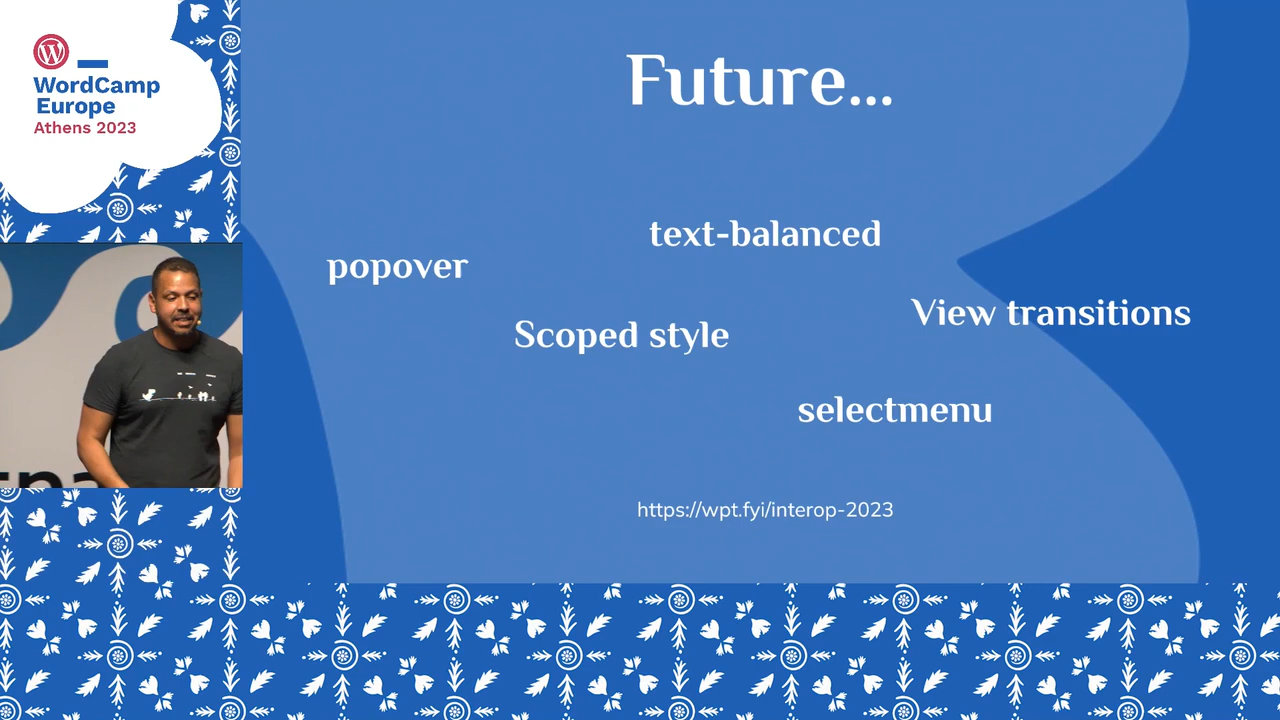 WordCamp
Europe
Athens 2023
Future...
text-balanced
popover
View transitions
Scoped style
selectmenu
https://wpt.fyi/interop-2023